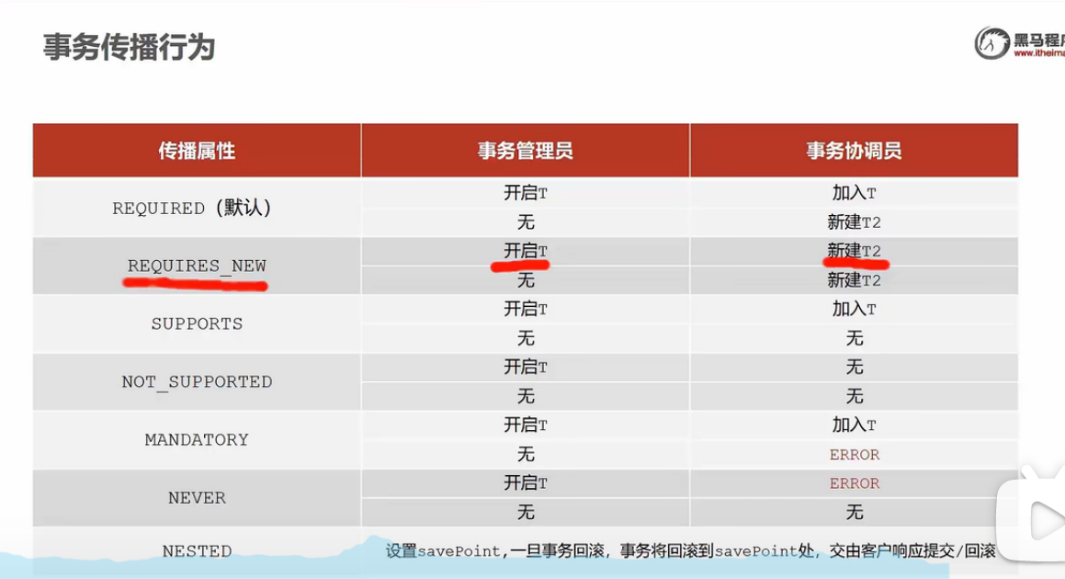 事务传播行为
黑马程
www.itheima
传播属性 事务管理员 事务协调员
REQUIRED（默认） 开启T 加入T
无 新建T2
REQUIRES_NEW 开启T 新建T2
无 新建T2
SUPPORTS 开启T 加入T
无 无
NOT_SUPPORTED 开启T 无
无 无
MANDATORY 开启T 加入T
无 ERROR
NEVER 开启T ERROR
无 无
NESTED 设置savePoint,一旦事务回滚，事务将回滚到savePoint处，交由客户响应提交/回滚